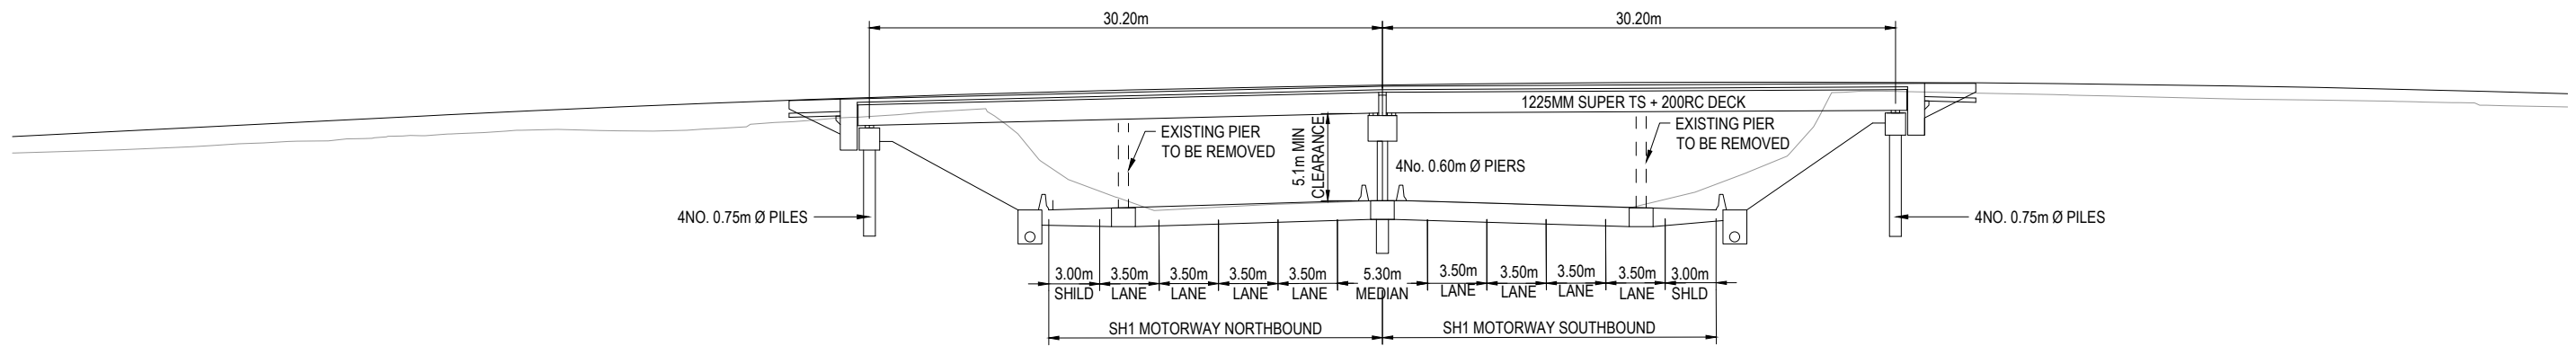 30.20m
30.20m
1225MM SUPER TS + 200RC DECK
EXISTING PIER
TO BE REMOVED
5.1m MIN
CLEARANCE
EXISTING PIER
TO BE REMOVED
4No. 0.60m Ø PIERS
4NO. 0.75m Ø PILES
4NO. 0.75m Ø PILES
3.00m
SHILD
3.50m
LANE
3.50m
LANE
3.50m
LANE
3.50m
LANE
5.30m
MEDIAN
3.50m
LANE
3.50m
LANE
3.50m
LANE
3.50m
LANE
3.00m
SHLD
SH1 MOTORWAY NORTHBOUND
SH1 MOTORWAY SOUTHBOUND